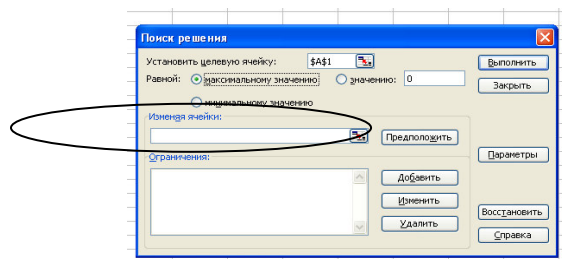 Поиск решения
Установить целевую ячейку: $A$1
Выполнить
Равной: максимальному значению значению: 0
Закрыть
минимальному значению
Изменяя ячейки:
Предположить
Ограничения:
Параметры
Добавить
Изменить
Удалить
Восстановить
Справка